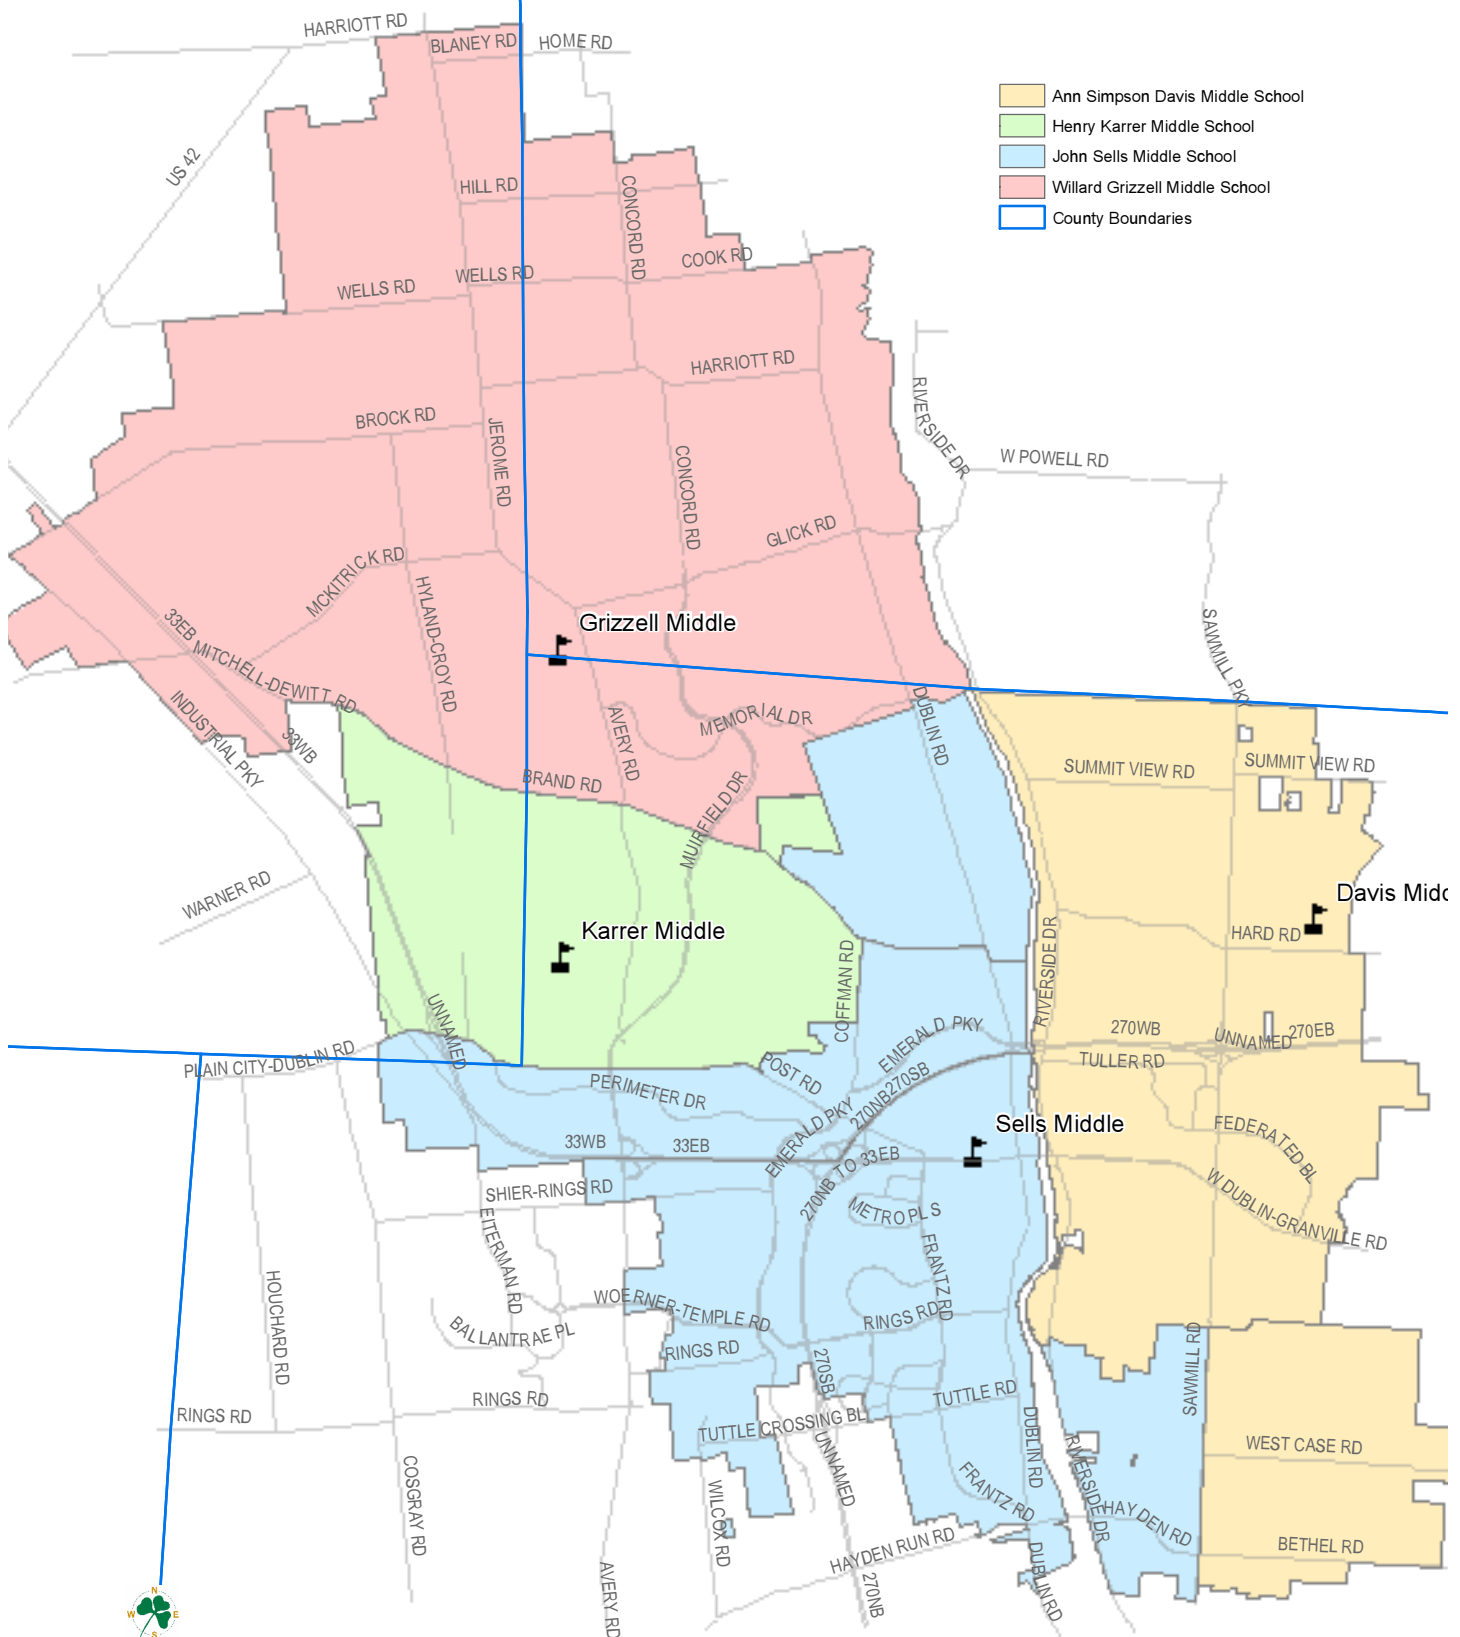 HARRIOTT RD
BLANEY RD
HOME RD
Ann Simpson Davis Middle School
Henry Karrer Middle School
John Sells Middle School
Willard Grizzell Middle School
County Boundaries
US 42
HILL RD
CONCORD RD
COOK RD
WELLS RD
WELLS RD
HARRIOTT RD
RIVERSIDE DR
BROCK RD
JEROME RD
CONCORD RD
W POWELL RD
GLICK RD
MCKITRICK RD
HYLAND-CROY RD
33EB
Grizzell Middle
SAWMILL PKY
MITCHELL-DEWITT RD
INDUSTRIAL PKY
33WB
AVERY RD
MEMORIAL DR
DUBLIN RD
BRAND RD
MUIRFIELD DR
SUMMIT VIEW RD
SUMMIT VIEW RD
WARNER RD
Davis Midd
Karrer Middle
COFFMAN RD
RIVERSIDE DR
HARD RD
UNNAMED
EMERALD PKY
270WB
UNNAMED
270EB
PLAIN CITY-DUBLIN RD
POST RD
TULLER RD
PERIMETER DR
270NB
270SB
EMERALD PKY
Sells Middle
FEDERATED BL
33WB
33EB
270NB TO 33EB
W DUBLIN-GRANVILLE RD
SHIER-RINGS RD
METRO PL S
EITERMAN RD
FRANTZ RD
HOUCHARD RD
WOERNER-TEMPLE RD
RINGS RD
BALLANTRAE PL
RINGS RD
270SB
SAWMILL RD
RINGS RD
RINGS RD
TUTTLE RD
TUTTLE CROSSING BL
DUBLIN RD
UNNAMED
RIVERSIDE DR
WEST CASE RD
COSGRAY RD
WILCOX RD
FRANTZ RD
HAYDEN RD
BETHEL RD
HAYDEN RUN RD
DUBLIN RD
AVERY RD
270NB
N
W
E
S